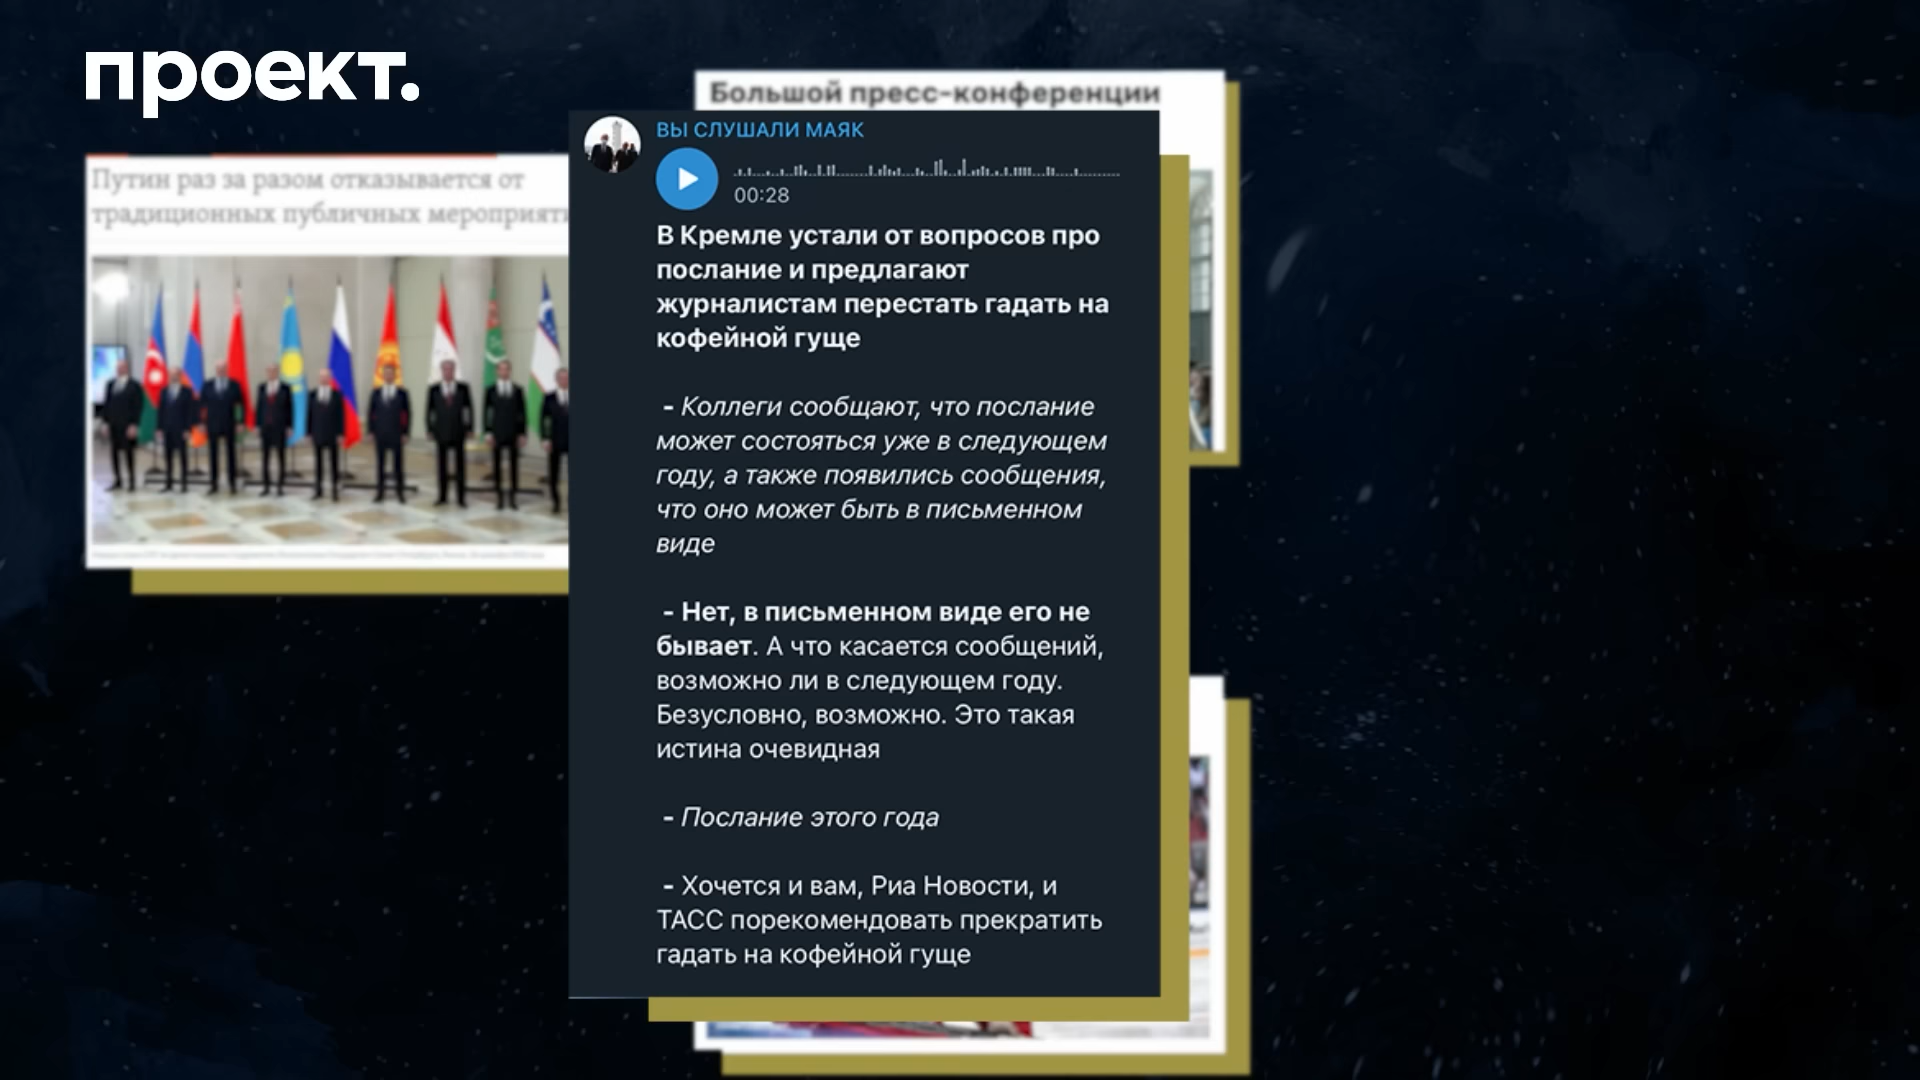 проект.
Большой пресс-конференции
Путин раз за разом отказывается от
традиционных публичных мероприяти
ВЫ СЛУШАЛИ МАЯК
00:28
В Кремле устали от вопросов про
послание и предлагают
журналистам перестать гадать на
кофейной гуще
- Коллеги сообщают, что послание
может состояться уже в следующем
году, а также появились сообщения,
что оно может быть в письменном
виде
- Нет, в письменном виде его не
бывает. А что касается сообщений,
возможно ли в следующем году.
Безусловно, возможно. Это такая
истина очевидная
- Послание этого года
- Хочется и вам, Риа Новости, и
ТАСС порекомендовать прекратить
гадать на кофейной гуще